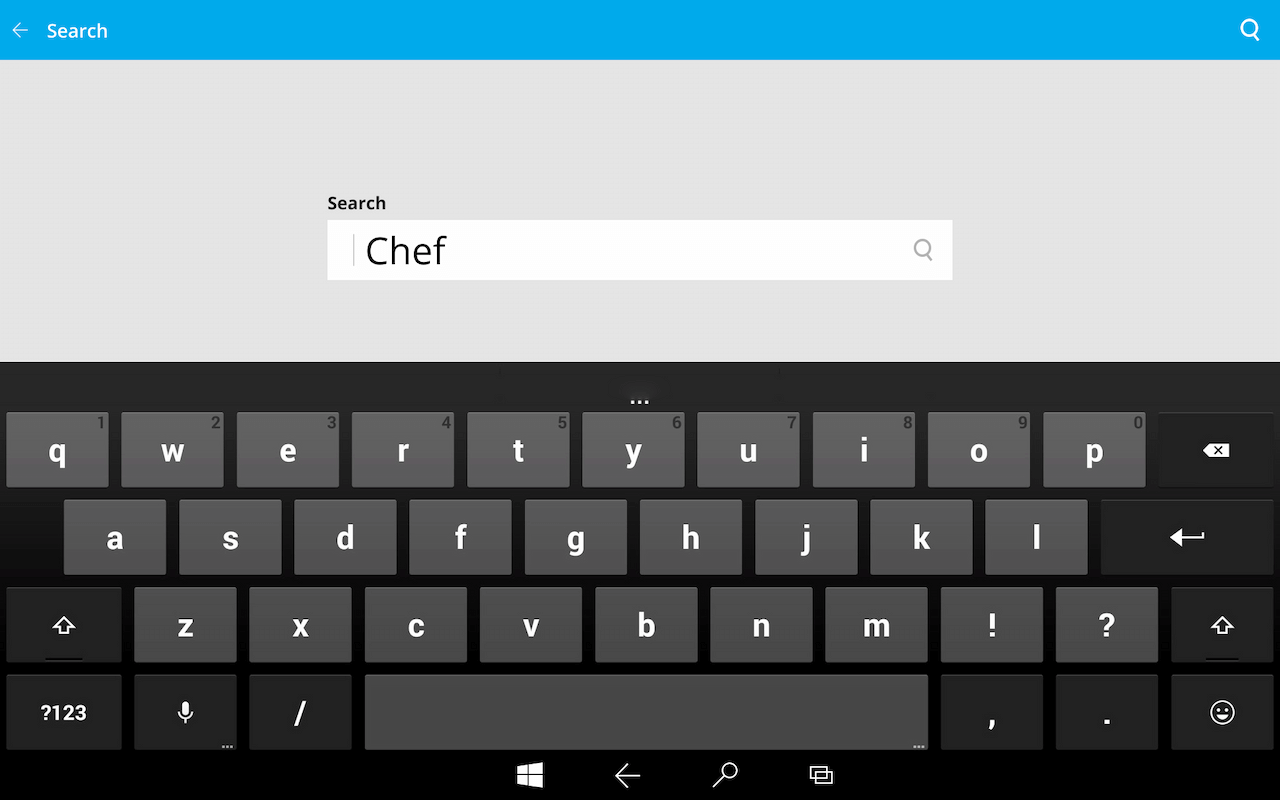 Search
Search
Chef
...
1 2 3 4 5 6 7 8 9 0
q w e r t y u i o p
a s d f g h j k l
z x c v b n m ! ?
?123 / , .